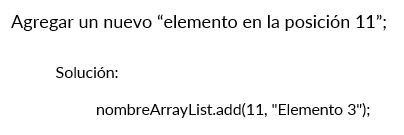 Agregar un nuevo “elemento en la posición 11”;
Solución:
nombreArrayList.add(11, "Elemento 3");